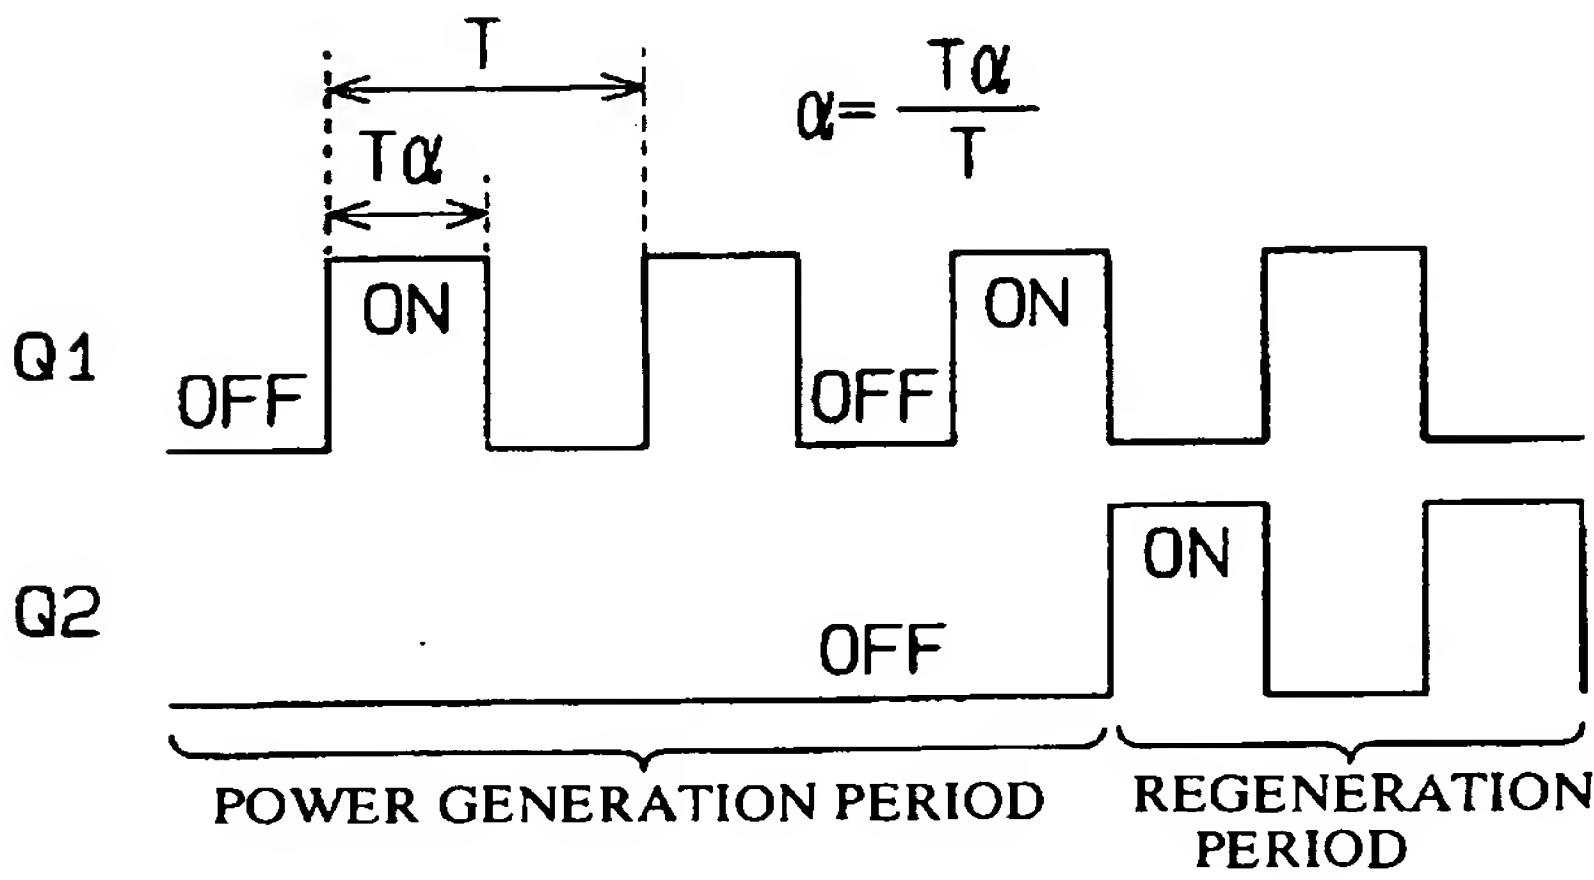 T
α= Tα
T
Tα
Q1
OFF
ON
OFF
ON
Q2
OFF
ON
POWER GENERATION PERIOD
REGENERATION
PERIOD